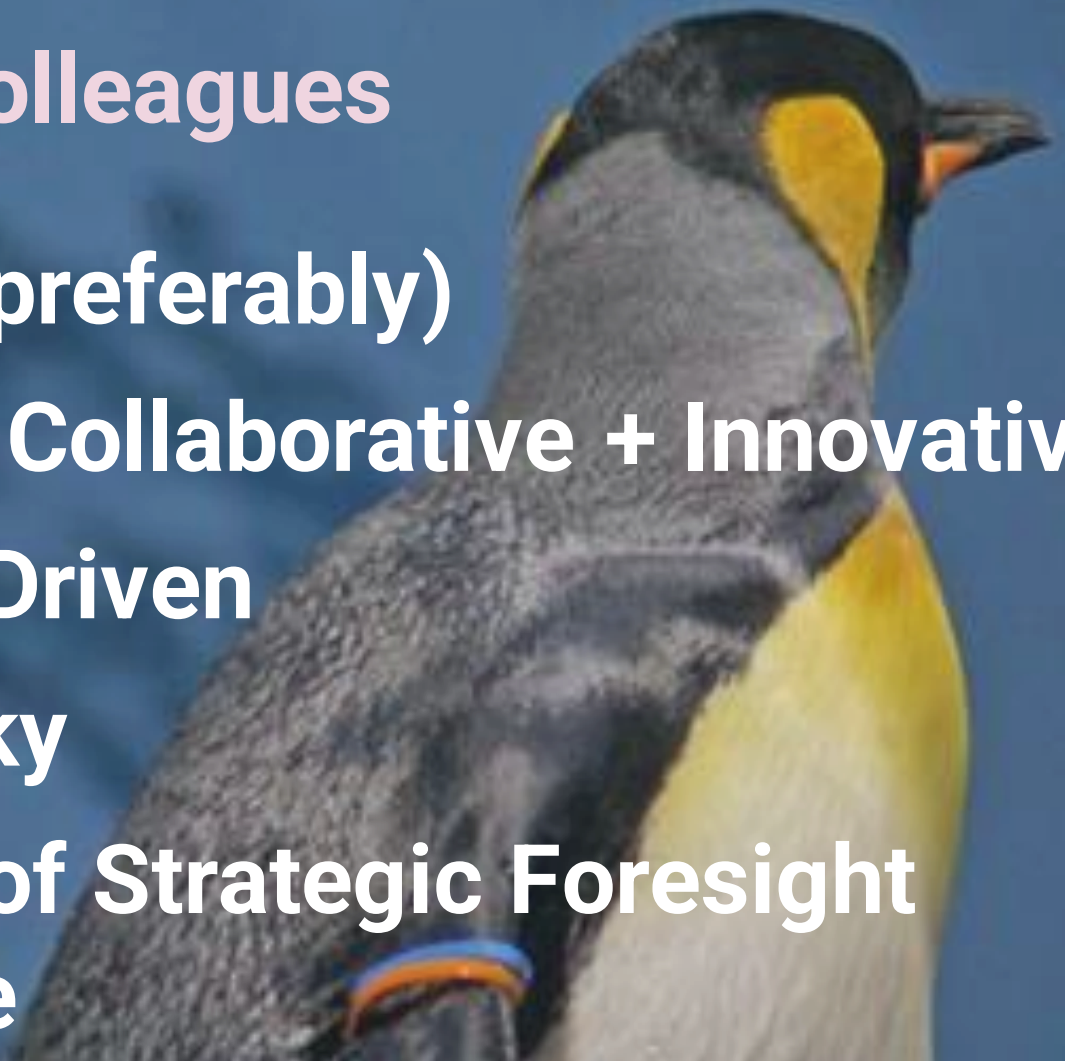 olleagues
preferably)
Collaborative + Innovativ
Driven
ky
of Strategic Foresight
e